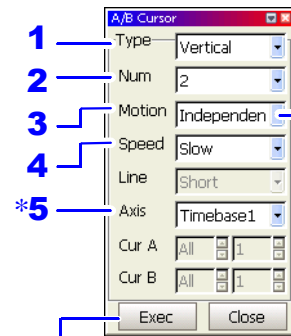 A/B Cursor
1 Type Vertical
2 Num 2
3 Motion Independen
4 Speed Slow
Line Short
*5 Axis Timebase1
Cur A All 1
Cur B All 1
Exec Close